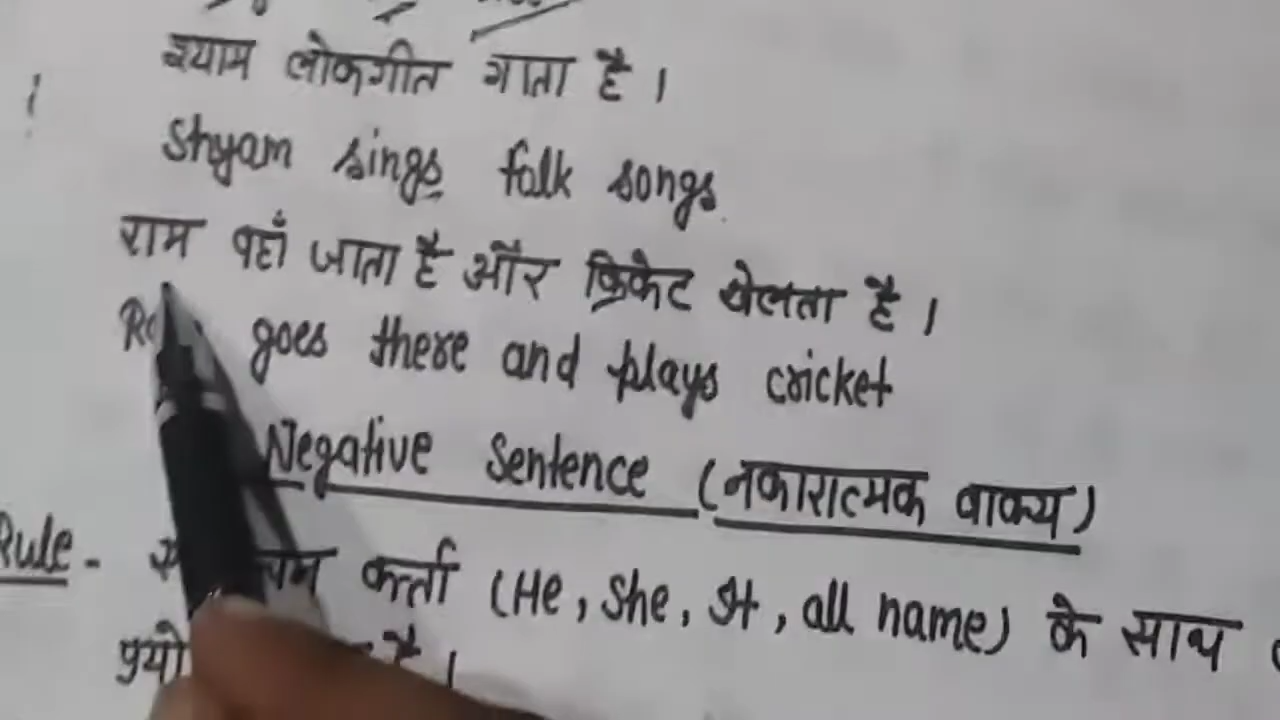 श्याम लोकगीत गाता है।
Shyam sings folk songs.
राम वहाँ जाता है और क्रिकेट खेलता है।
goes there and plays cricket
Negative Sentence (नकारात्मक वाक्य)
Rule - कर्त्ता (He, She, It, all name) के साथ
है।